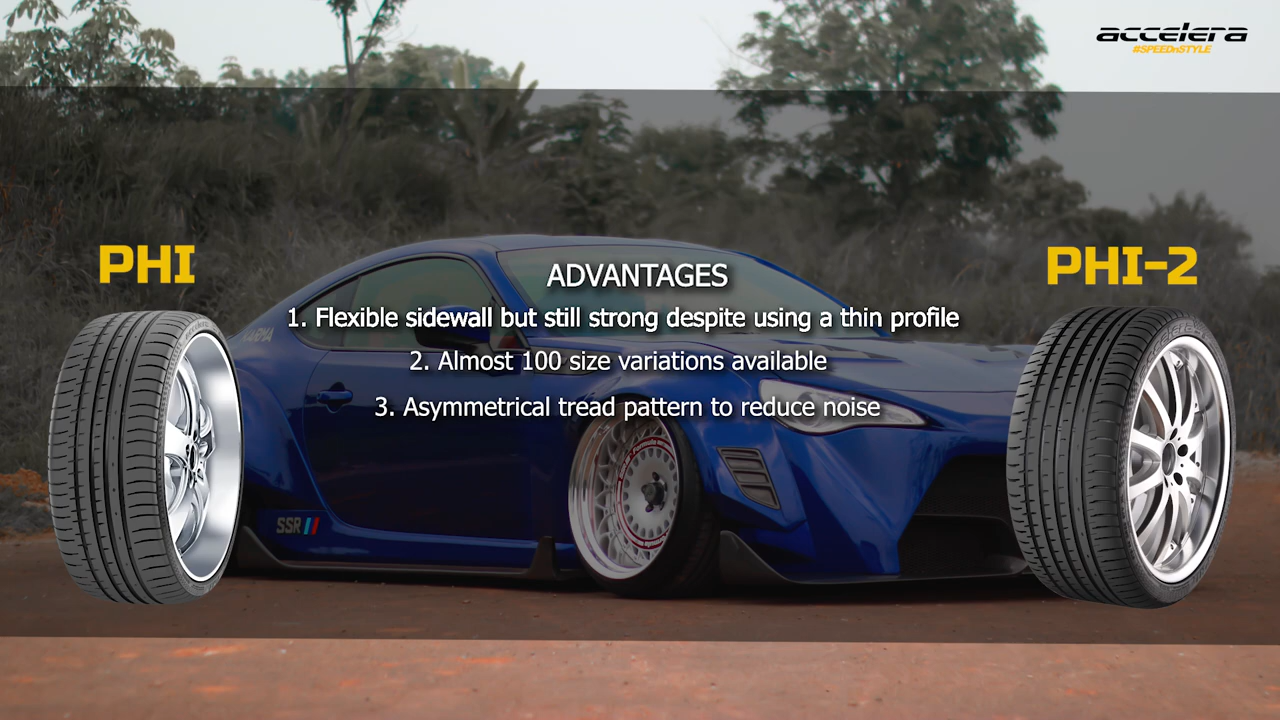 accelera
#SPEEDnSTYLE
PHI
PHI-2
ADVANTAGES
1. Flexible sidewall but still strong despite using a thin profile
2. Almost 100 size variations available
3. Asymmetrical tread pattern to reduce noise
SSR